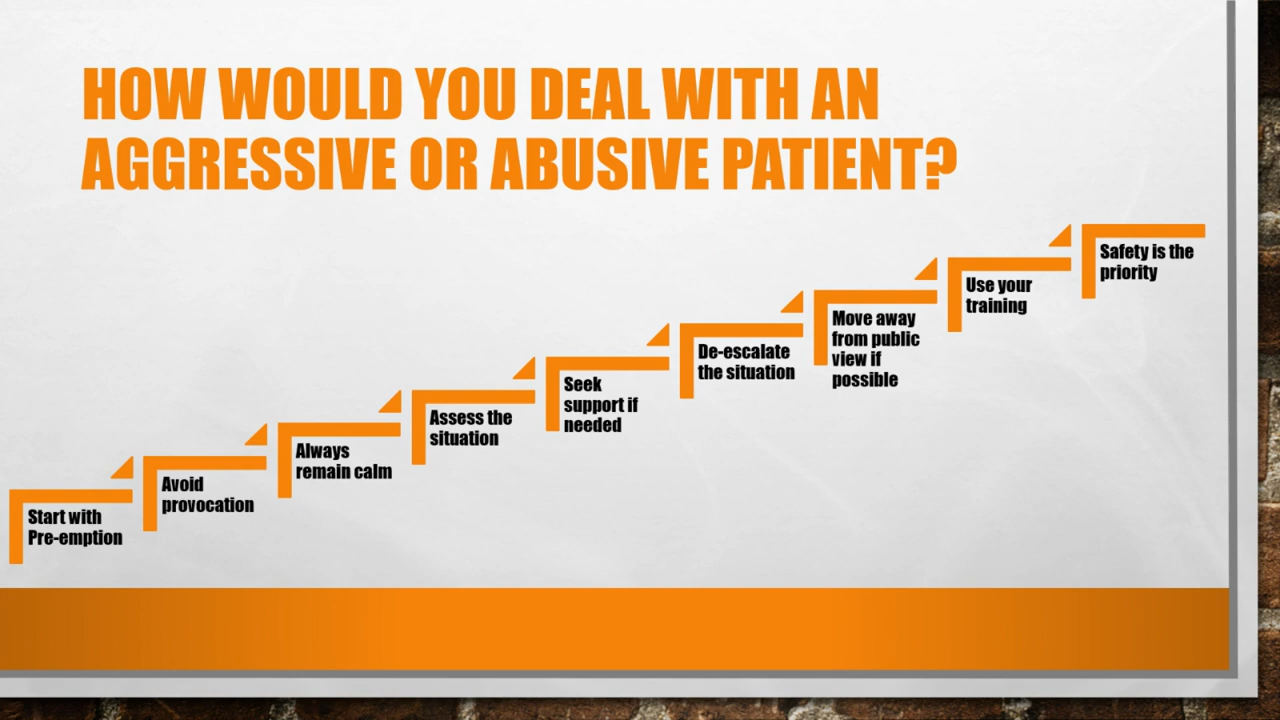 HOW WOULD YOU DEAL WITH AN
AGGRESSIVE OR ABUSIVE PATIENT?
Start with
Pre-emption
Avoid
provocation
Always
remain calm
Assess the
situation
Seek
support if
needed
De-escalate
the situation
Move away
from public
view if
possible
Use your
training
Safety is the
priority